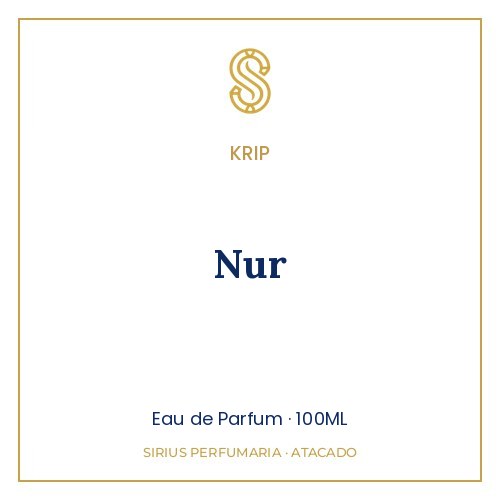 KRIP
Nur
Eau de Parfum · 100ML
SIRIUS PERFUMARIA · ATACADO